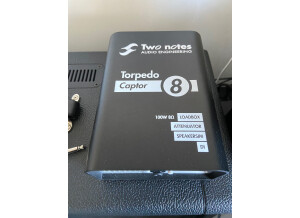 Two notes
AUDIO ENGINEERING
Torpedo
Captor
8
100W 8Ω
LOADBOX
ATTENUATOR
SPEAKERSIM
DI